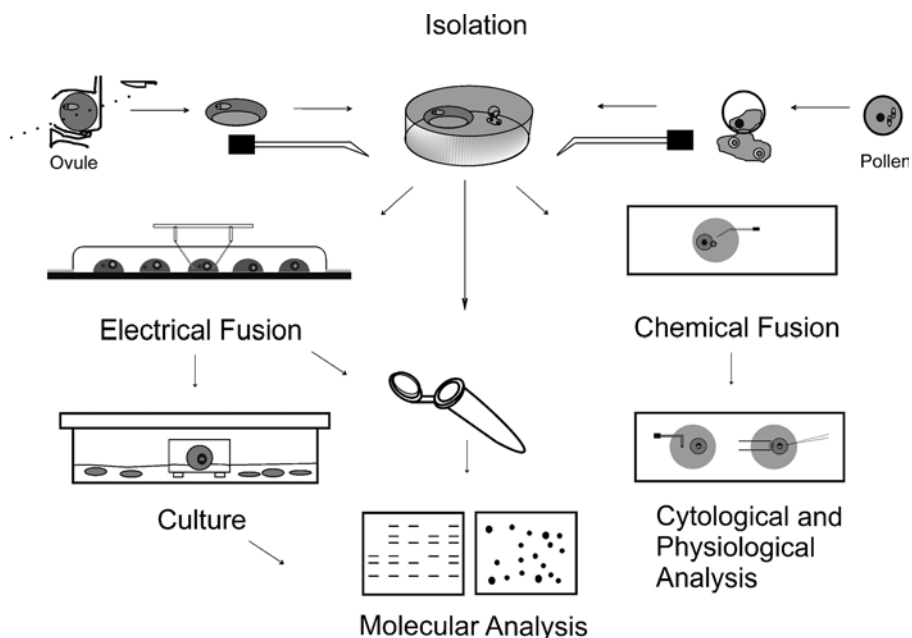 Isolation
Ovule
Pollen
Electrical Fusion
Chemical Fusion
Culture
Cytological and
Physiological
Analysis
Molecular Analysis